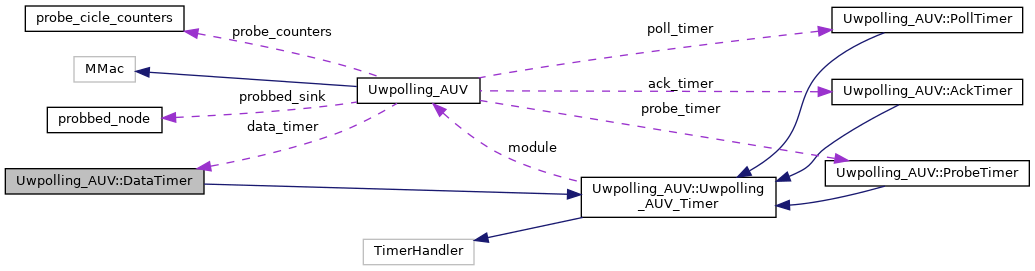 probe_cicle_counters
probe_counters
MMac
probbed_sink
probbed_node
data_timer
Uwpolling_AUV::DataTimer
Uwpolling_AUV
module
TimerHandler
poll_timer
ack_timer
probe_timer
Uwpolling_AUV::Uwpolling
_AUV_Timer
Uwpolling_AUV::PollTimer
Uwpolling_AUV::AckTimer
Uwpolling_AUV::ProbeTimer